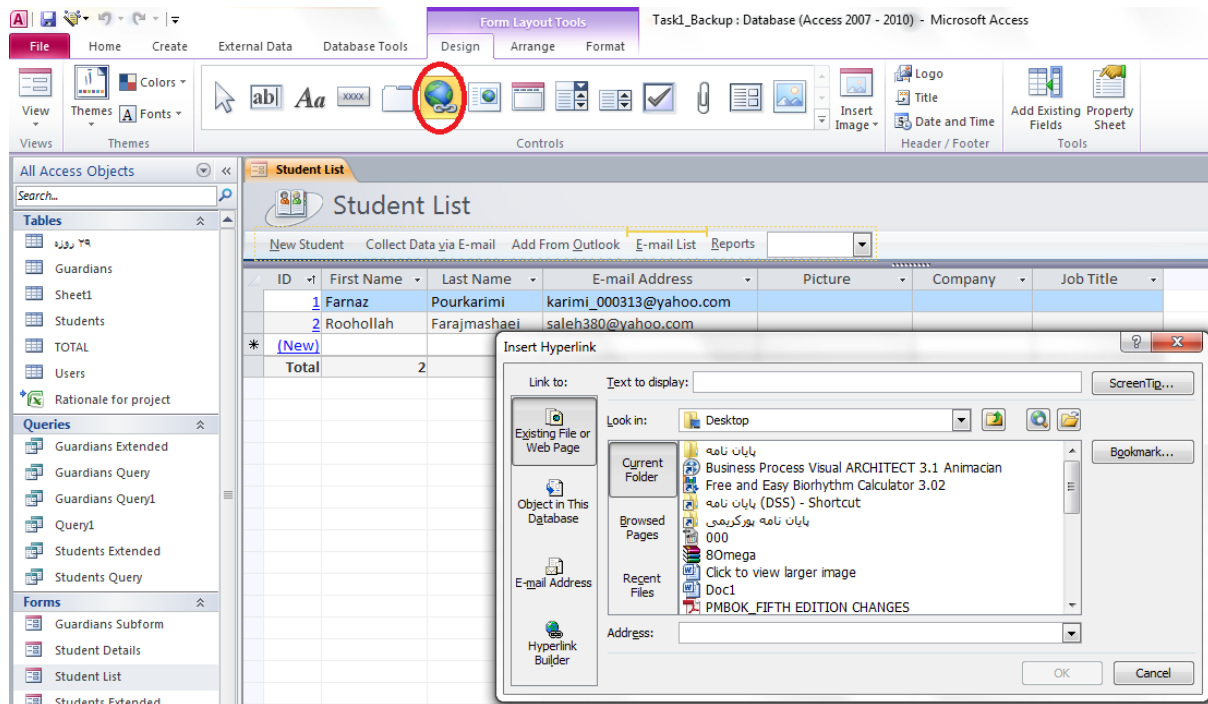 Form Layout Tools
Task1_Backup : Database (Access 2007 - 2010) - Microsoft Access
File Home Create External Data Database Tools Design Arrange Format
View
Themes
Colors
Fonts
ab| Aa xxxx
Insert Image
Logo
Title
Date and Time
Add Existing Fields
Property Sheet
Views Themes Controls Header / Footer Tools
All Access Objects
Search...
Tables
۲۹ روزه
Guardians
Sheet1
Students
TOTAL
Users
Rationale for project
Queries
Guardians Extended
Guardians Query
Guardians Query1
Query1
Students Extended
Students Query
Forms
Guardians Subform
Student Details
Student List
Students Extended
Student List
Student List
New Student Collect Data via E-mail Add From Outlook E-mail List Reports
ID First Name Last Name E-mail Address Picture Company Job Title
1 Farnaz Pourkarimi karimi_000313@yahoo.com
2 Roohollah Farajmashaei saleh380@yahoo.com
* (New)
Total 2
Insert Hyperlink
Link to:
Text to display:
ScreenTip...
Existing File or Web Page
Object in This Database
E-mail Address
Hyperlink Builder
Look in: Desktop
Current Folder
Browsed Pages
Recent Files
پایان نامه
Business Process Visual ARCHITECT 3.1 Animacian
Free and Easy Biorhythm Calculator 3.02
پایان نامه (DSS) - Shortcut
پایان نامه پورکریمی
000
8Omega
Click to view larger image
Doc1
PMBOK_FIFTH EDITION CHANGES
Bookmark...
Address:
OK Cancel